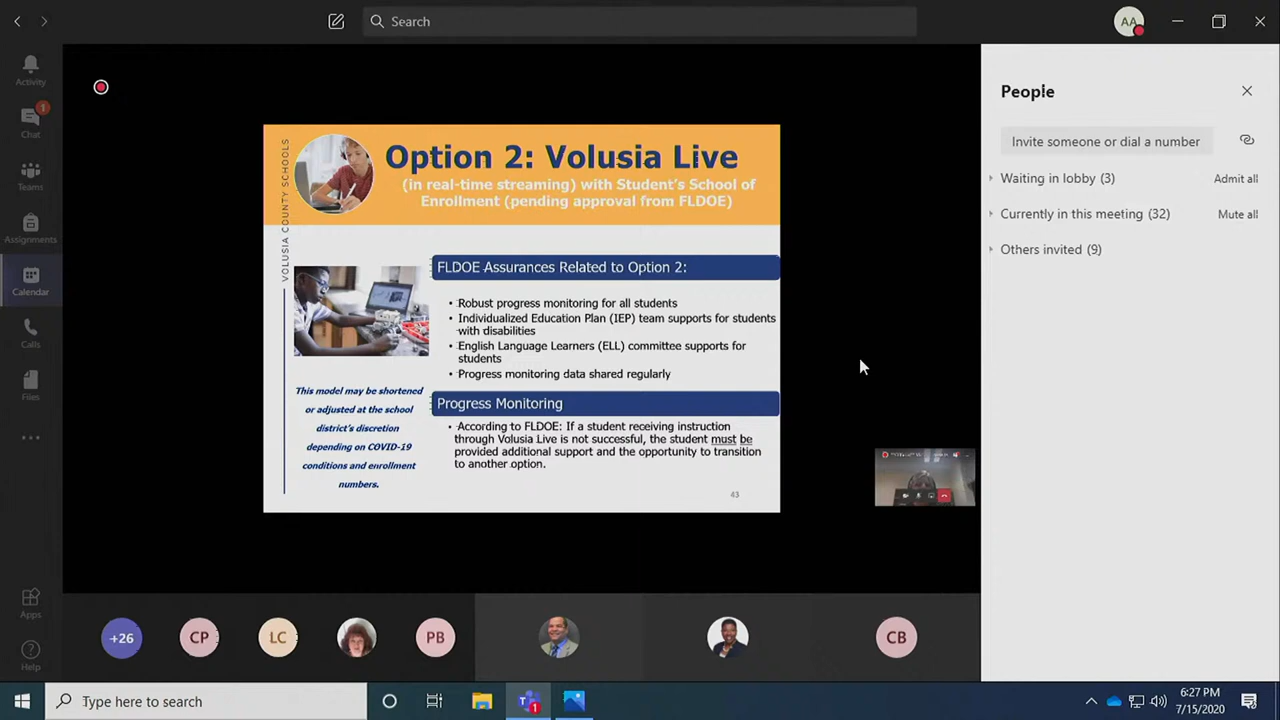 Search
AA
Activity
Chat
1
Teams
Assignments
Calendar
Calls
Files
Apps
Help
VOLUSIA COUNTY SCHOOLS
Option 2: Volusia Live
(in real-time streaming) with Student's School of
Enrollment (pending approval from FLDOE)
FLDOE Assurances Related to Option 2:
• Robust progress monitoring for all students
• Individualized Education Plan (IEP) team supports for students
with disabilities
• English Language Learners (ELL) committee supports for
students
• Progress monitoring data shared regularly
Progress Monitoring
• According to FLDOE: If a student receiving instruction
through Volusia Live is not successful, the student must be
provided additional support and the opportunity to transition
to another option.
This model may be shortened
or adjusted at the school
district's discretion
depending on COVID-19
conditions and enrollment
numbers.
43
People
Invite someone or dial a number
Waiting in lobby (3)
Admit all
Currently in this meeting (32)
Mute all
Others invited (9)
+26
CP
LC
PB
CB
Type here to search
1
6:27 PM
7/15/2020